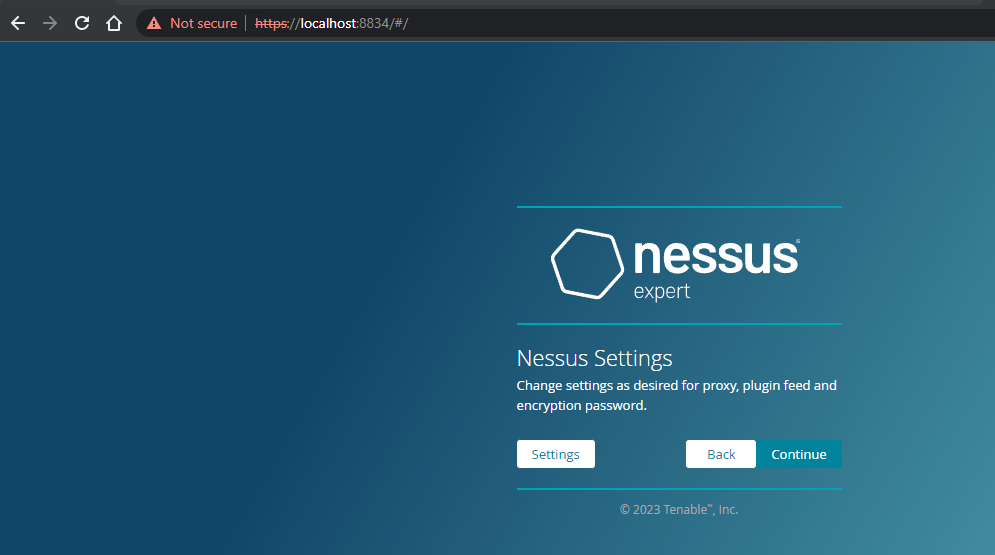 Not secure https://localhost:8834/#/
nessus®
expert
Nessus Settings
Change settings as desired for proxy, plugin feed and
encryption password.
Settings Back Continue
© 2023 Tenable™, Inc.